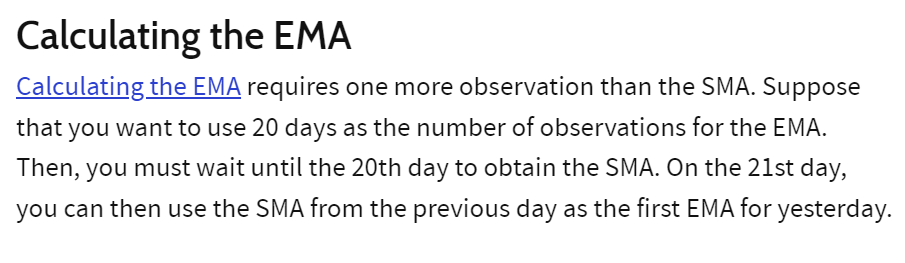 Calculating the EMA
Calculating the EMA requires one more observation than the SMA. Suppose
that you want to use 20 days as the number of observations for the EMA.
Then, you must wait until the 20th day to obtain the SMA. On the 21st day,
you can then use the SMA from the previous day as the first EMA for yesterday.